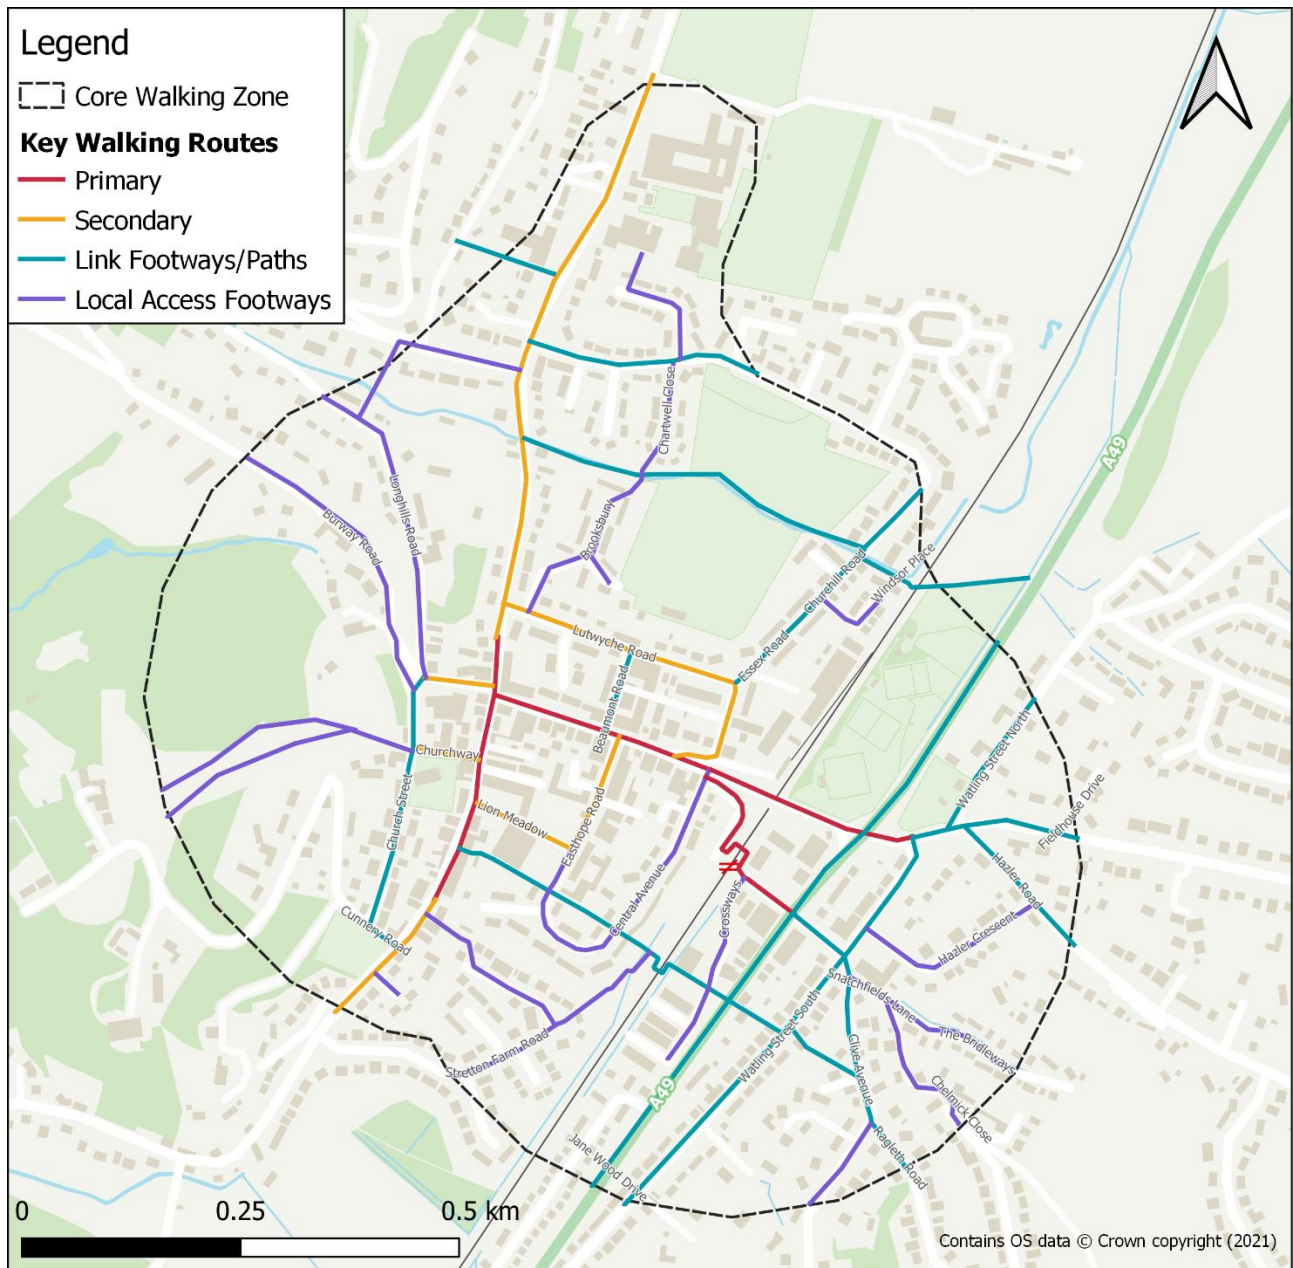 Legend
Core Walking Zone
Key Walking Routes
Primary
Secondary
Link Footways/Paths
Local Access Footways
A49
Chartwell Close
Longhills Road
Burway Road
Brooksbury
Windsor Place
Churchill Road
Lutwyche Road
Essex Road
Beaumont Road
Watling Street North
Churchway
Church Street
Lion Meadow
Easthope Road
Fieldhouse Drive
Hazler Road
Central Avenue
Crossways
Cunnery Road
Hazler Crescent
Snatchfields Lane
The Bridleways
Watling Street South
Clive Avenue
Stretton Farm Road
A49
Chelmick Close
Ragleth Road
Jane Wood Drive
0 0.25 0.5 km
Contains OS data © Crown copyright (2021)